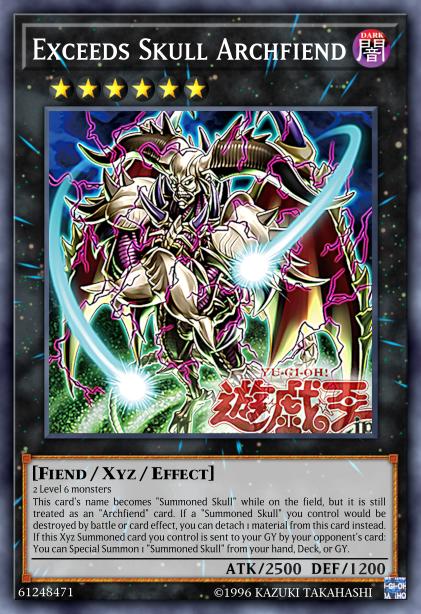 Exceeds Skull Archfiend
DARK
闇
YU-GI-OH!
遊戯王
.jp
[Fiend / Xyz / Effect]
2 Level 6 monsters
This card's name becomes "Summoned Skull" while on the field, but it is still
treated as an "Archfiend" card. If a "Summoned Skull" you control would be
destroyed by battle or card effect, you can detach 1 material from this card instead.
If this Xyz Summoned card you control is sent to your GY by your opponent's card:
You can Special Summon 1 "Summoned Skull" from your hand, Deck, or GY.
ATK/2500 DEF/1200
61248471
©1996 KAZUKI TAKAHASHI